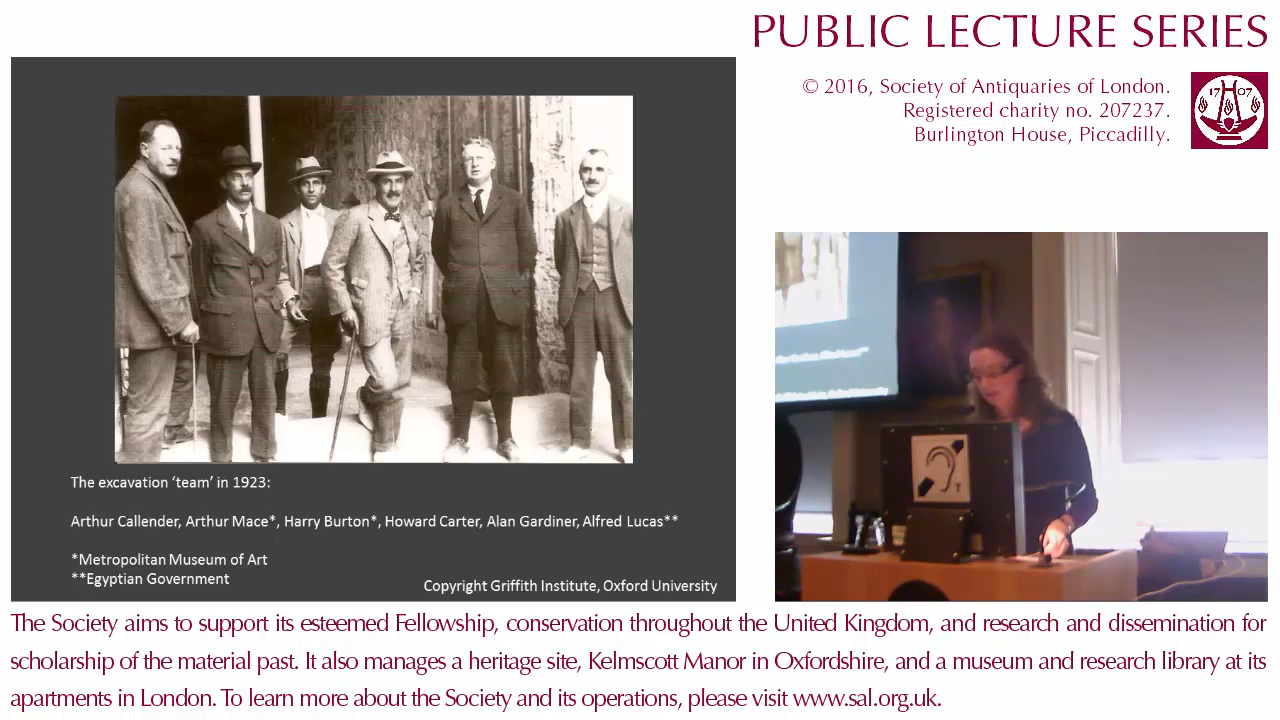 PUBLIC LECTURE SERIES
© 2016, Society of Antiquaries of London.
Registered charity no. 207237.
Burlington House, Piccadilly.
17 07
The excavation ‘team’ in 1923:
Arthur Callender, Arthur Mace*, Harry Burton*, Howard Carter, Alan Gardiner, Alfred Lucas**
*Metropolitan Museum of Art
**Egyptian Government
Copyright Griffith Institute, Oxford University
T
The Society aims to support its esteemed Fellowship, conservation throughout the United Kingdom, and research and dissemination for
scholarship of the material past. It also manages a heritage site, Kelmscott Manor in Oxfordshire, and a museum and research library at its
apartments in London. To learn more about the Society and its operations, please visit www.sal.org.uk.